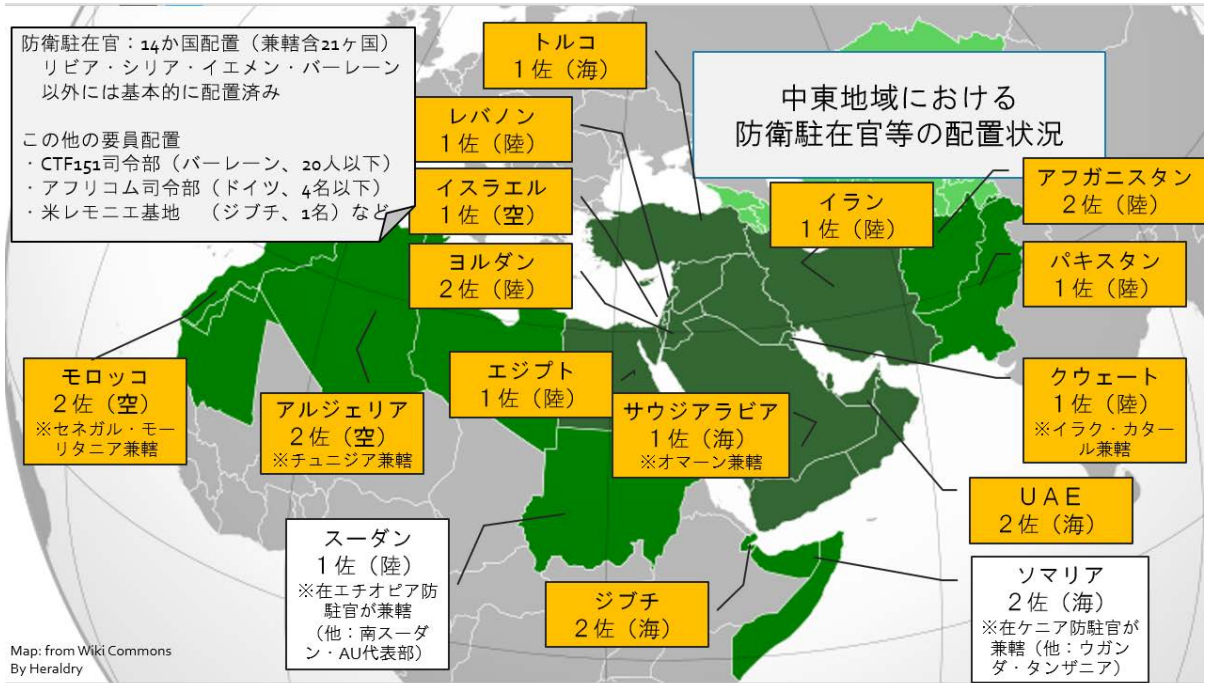 防衛駐在官：14か国配置（兼轄含21ヶ国）
リビア・シリア・イエメン・バーレーン
以外には基本的に配置済み
この他の要員配置
・CTF151司令部（バーレーン、20人以下）
・アフリコム司令部（ドイツ、4名以下）
・米レモニエ基地　（ジブチ、1名）など
中東地域における
防衛駐在官等の配置状況
トルコ
１佐（海）
レバノン
１佐（陸）
イスラエル
１佐（空）
ヨルダン
２佐（陸）
イラン
１佐（陸）
アフガニスタン
２佐（陸）
パキスタン
１佐（陸）
モロッコ
２佐（空）
※セネガル・モー
リタニア兼轄
アルジェリア
２佐（空）
※チュニジア兼轄
エジプト
１佐（陸）
サウジアラビア
１佐（海）
※オマーン兼轄
クウェート
１佐（陸）
※イラク・カター
ル兼轄
ＵＡＥ
２佐（海）
スーダン
１佐（陸）
※在エチオピア防
駐官が兼轄
（他：南スーダ
ン・AU代表部）
ジブチ
２佐（海）
ソマリア
２佐（海）
※在ケニア防駐官が
兼轄（他：ウガン
ダ・タンザニア）
Map: from Wiki Commons
By Heraldry